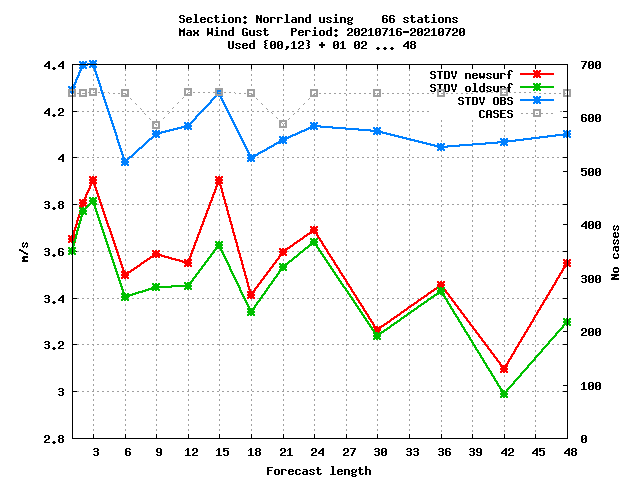 Selection: Norrland using    66 stations
Max Wind Gust   Period: 20210716-20210720
Used {00,12} + 01 02 ... 48
STDV newsurf
STDV oldsurf
STDV OBS
CASES
4.4
4.2
4
3.8
3.6
3.4
3.2
3
2.8
m/s
700
600
500
400
300
200
100
0
No cases
3 6 9 12 15 18 21 24 27 30 33 36 39 42 45 48
Forecast length